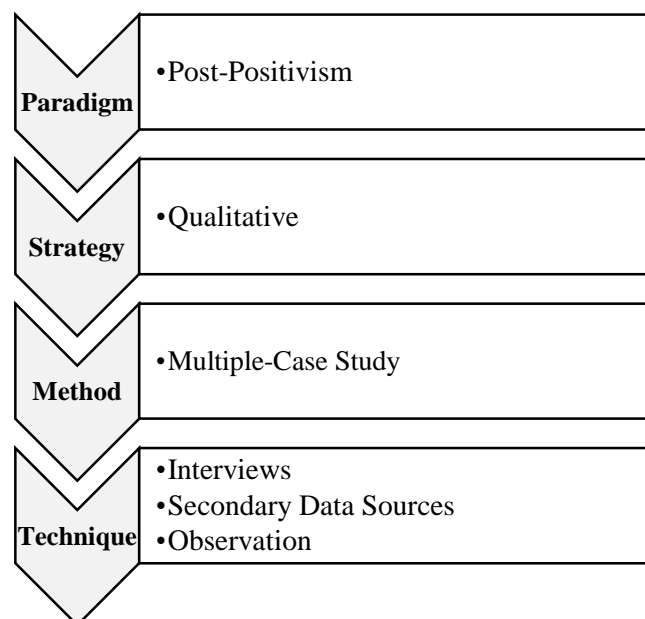 Paradigm
•Post-Positivism
Strategy
•Qualitative
Method
•Multiple-Case Study
Technique
•Interviews
•Secondary Data Sources
•Observation